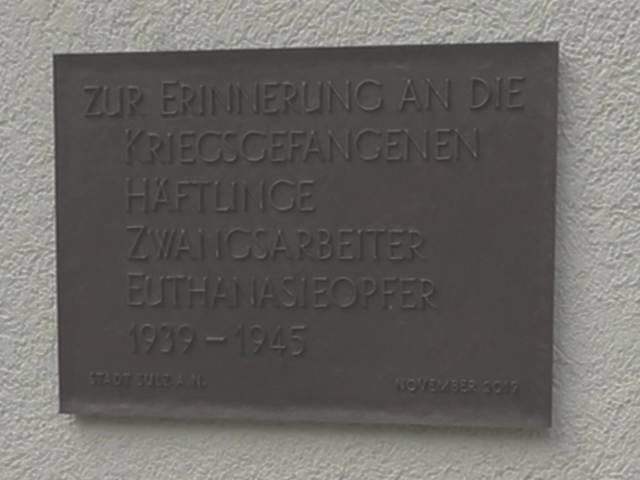 ZUR ERINNERUNG AN DIE
KRIEGSGEFANGENEN
HÄFTLINGE
ZWANGSARBEITER
EUTHANASIEOPFER
1939 – 1945
STADT SULZ A.N.
NOVEMBER 2019